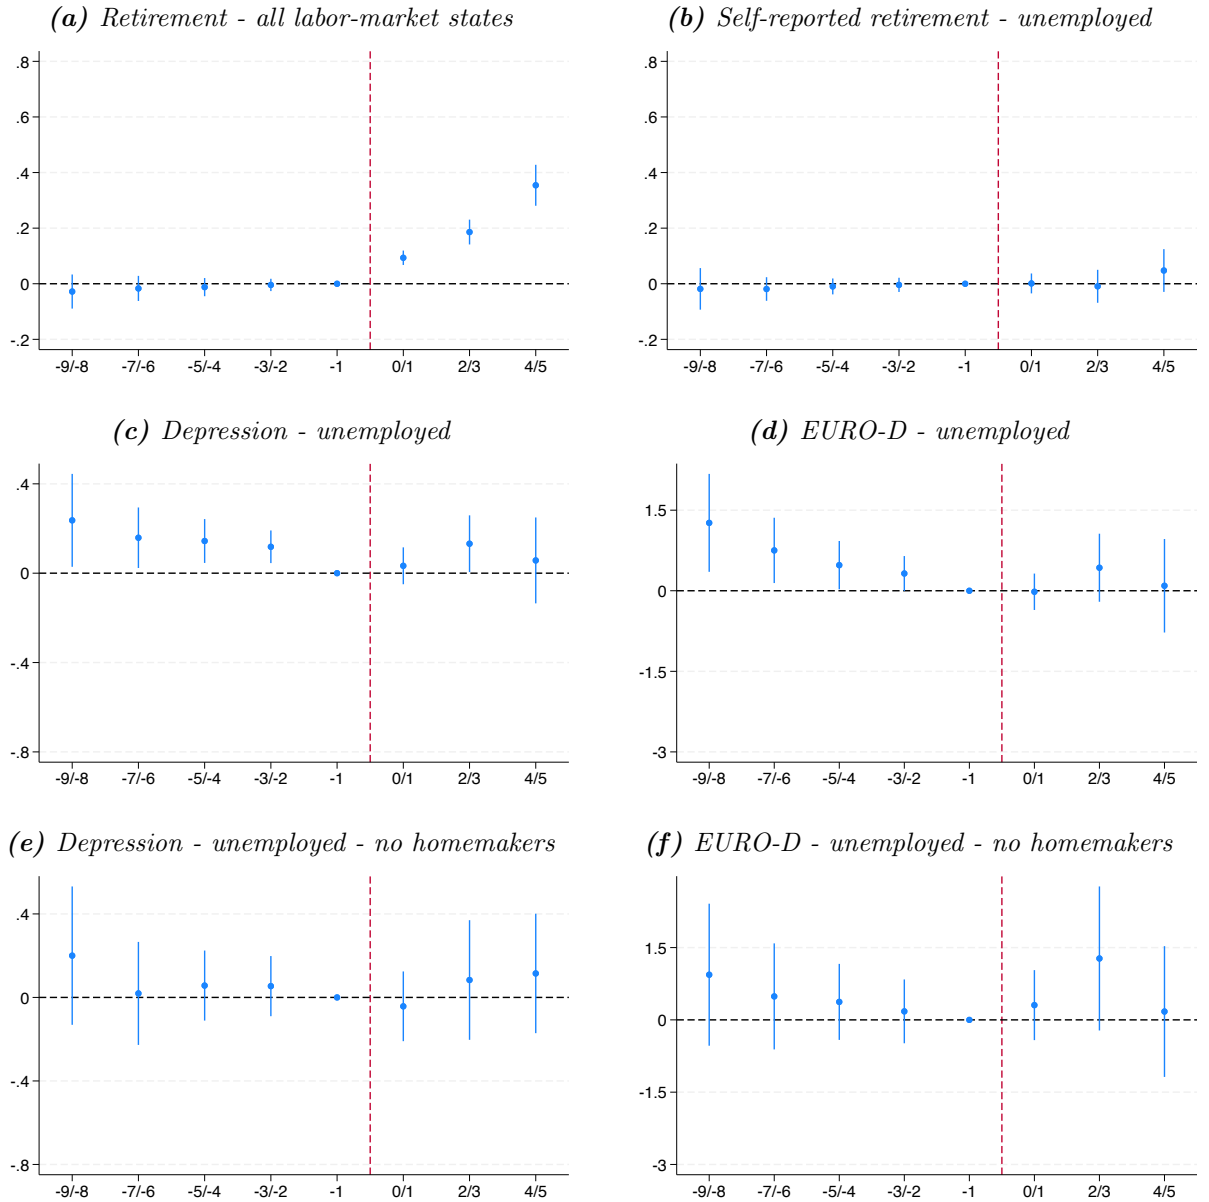 (a) Retirement - all labor-market states
.8
.6
.4
.2
0
-.2
-9/-8 -7/-6 -5/-4 -3/-2 -1 0/1 2/3 4/5
(b) Self-reported retirement - unemployed
.8
.6
.4
.2
0
-.2
-9/-8 -7/-6 -5/-4 -3/-2 -1 0/1 2/3 4/5
(c) Depression - unemployed
.4
0
-.4
-.8
-9/-8 -7/-6 -5/-4 -3/-2 -1 0/1 2/3 4/5
(d) EURO-D - unemployed
1.5
0
-1.5
-3
-9/-8 -7/-6 -5/-4 -3/-2 -1 0/1 2/3 4/5
(e) Depression - unemployed - no homemakers
.4
0
-.4
-.8
-9/-8 -7/-6 -5/-4 -3/-2 -1 0/1 2/3 4/5
(f) EURO-D - unemployed - no homemakers
1.5
0
-1.5
-3
-9/-8 -7/-6 -5/-4 -3/-2 -1 0/1 2/3 4/5